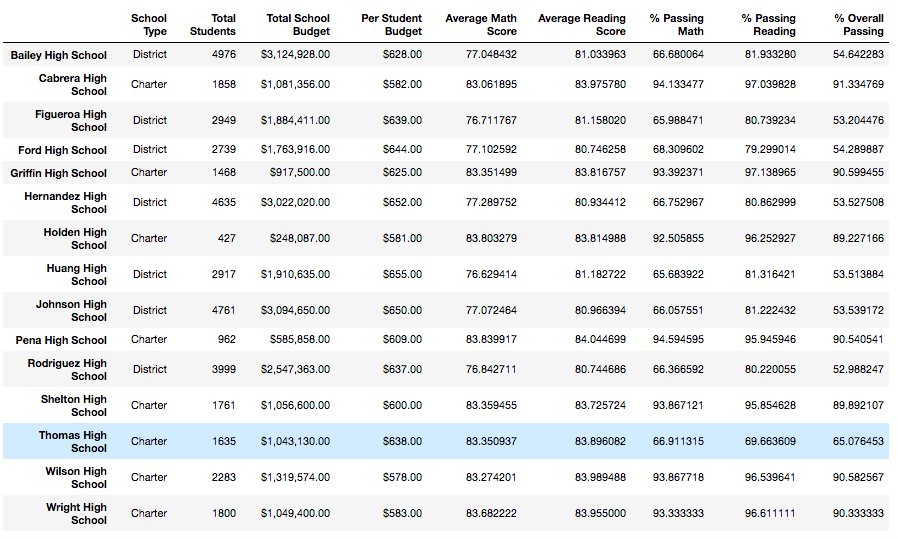 School Type Total Students Total School Budget Per Student Budget Average Math Score Average Reading Score % Passing Math % Passing Reading % Overall Passing
Bailey High School District 4976 $3,124,928.00 $628.00 77.048432 81.033963 66.680064 81.933280 54.642283
Cabrera High School Charter 1858 $1,081,356.00 $582.00 83.061895 83.975780 94.133477 97.039828 91.334769
Figueroa High School District 2949 $1,884,411.00 $639.00 76.711767 81.158020 65.988471 80.739234 53.204476
Ford High School District 2739 $1,763,916.00 $644.00 77.102592 80.746258 68.309602 79.299014 54.289887
Griffin High School Charter 1468 $917,500.00 $625.00 83.351499 83.816757 93.392371 97.138965 90.599455
Hernandez High School District 4635 $3,022,020.00 $652.00 77.289752 80.934412 66.752967 80.862999 53.527508
Holden High School Charter 427 $248,087.00 $581.00 83.803279 83.814988 92.505855 96.252927 89.227166
Huang High School District 2917 $1,910,635.00 $655.00 76.629414 81.182722 65.683922 81.316421 53.513884
Johnson High School District 4761 $3,094,650.00 $650.00 77.072464 80.966394 66.057551 81.222432 53.539172
Pena High School Charter 962 $585,858.00 $609.00 83.839917 84.044699 94.594595 95.945946 90.540541
Rodriguez High School District 3999 $2,547,363.00 $637.00 76.842711 80.744686 66.366592 80.220055 52.988247
Shelton High School Charter 1761 $1,056,600.00 $600.00 83.359455 83.725724 93.867121 95.854628 89.892107
Thomas High School Charter 1635 $1,043,130.00 $638.00 83.350937 83.896082 66.911315 69.663609 65.076453
Wilson High School Charter 2283 $1,319,574.00 $578.00 83.274201 83.989488 93.867718 96.539641 90.582567
Wright High School Charter 1800 $1,049,400.00 $583.00 83.682222 83.955000 93.333333 96.611111 90.333333